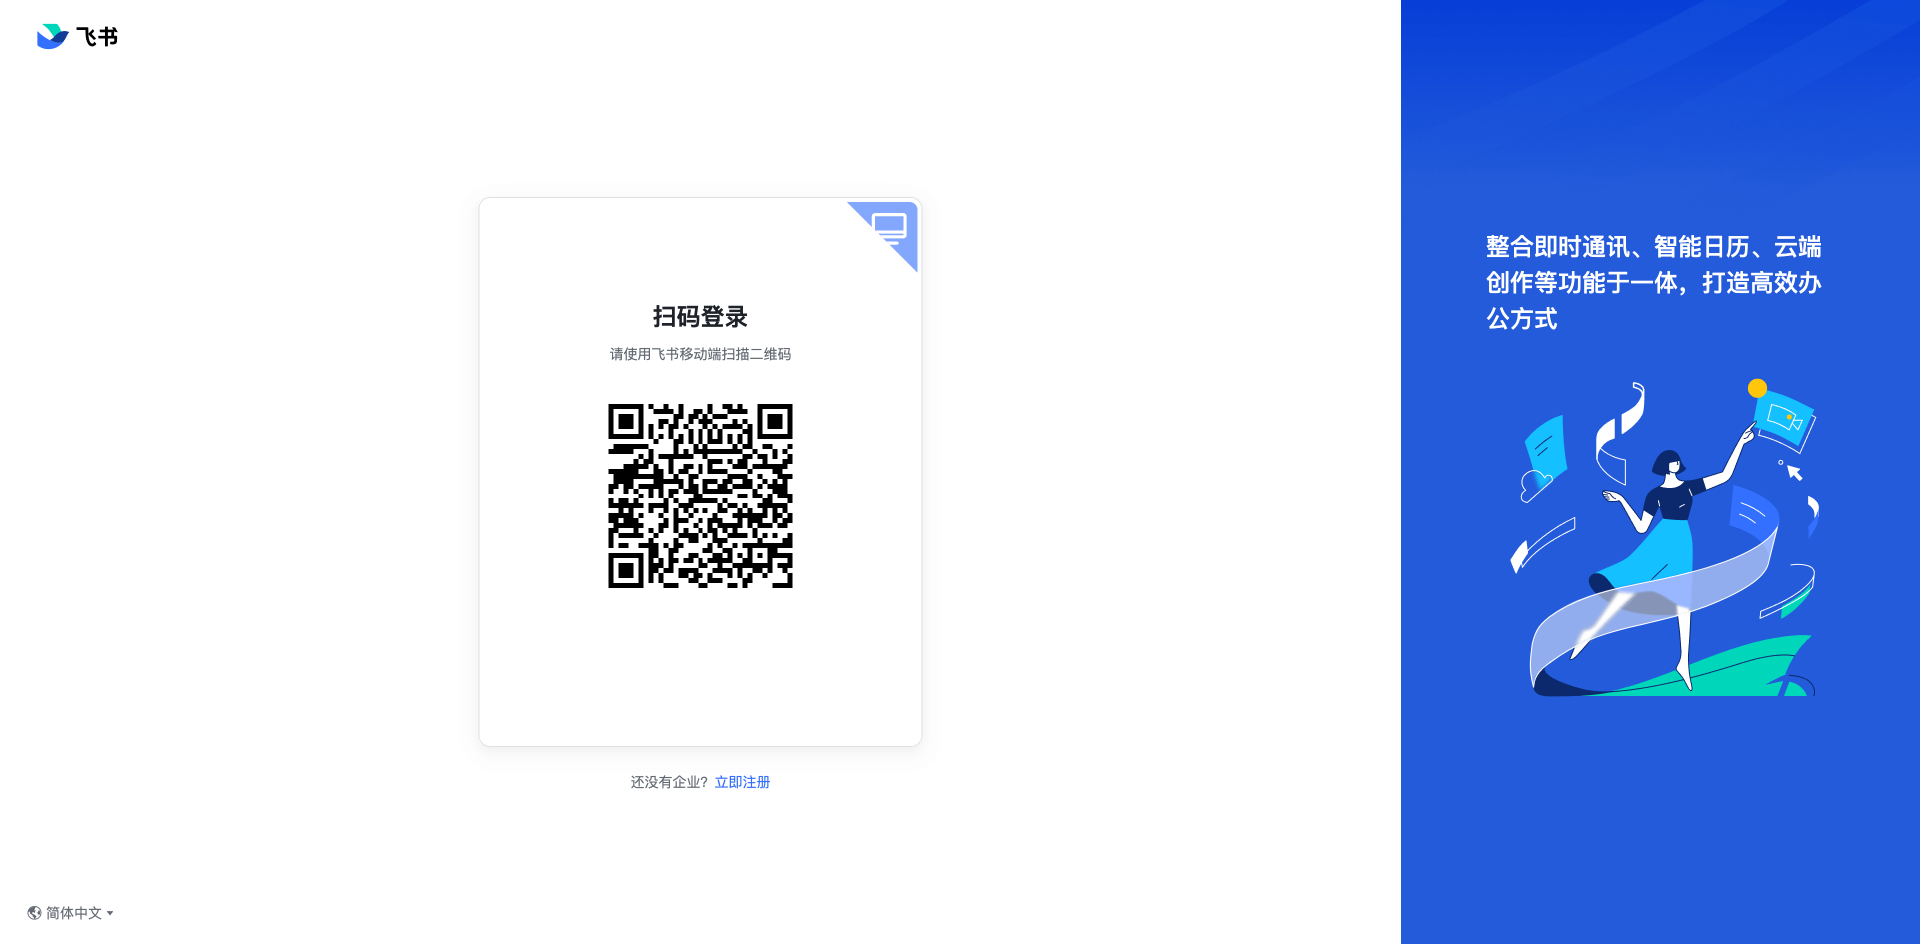 飞书
扫码登录
请使用飞书移动端扫描二维码
还没有企业？ 立即注册
简体中文
整合即时通讯、智能日历、云端
创作等功能于一体，打造高效办
公方式